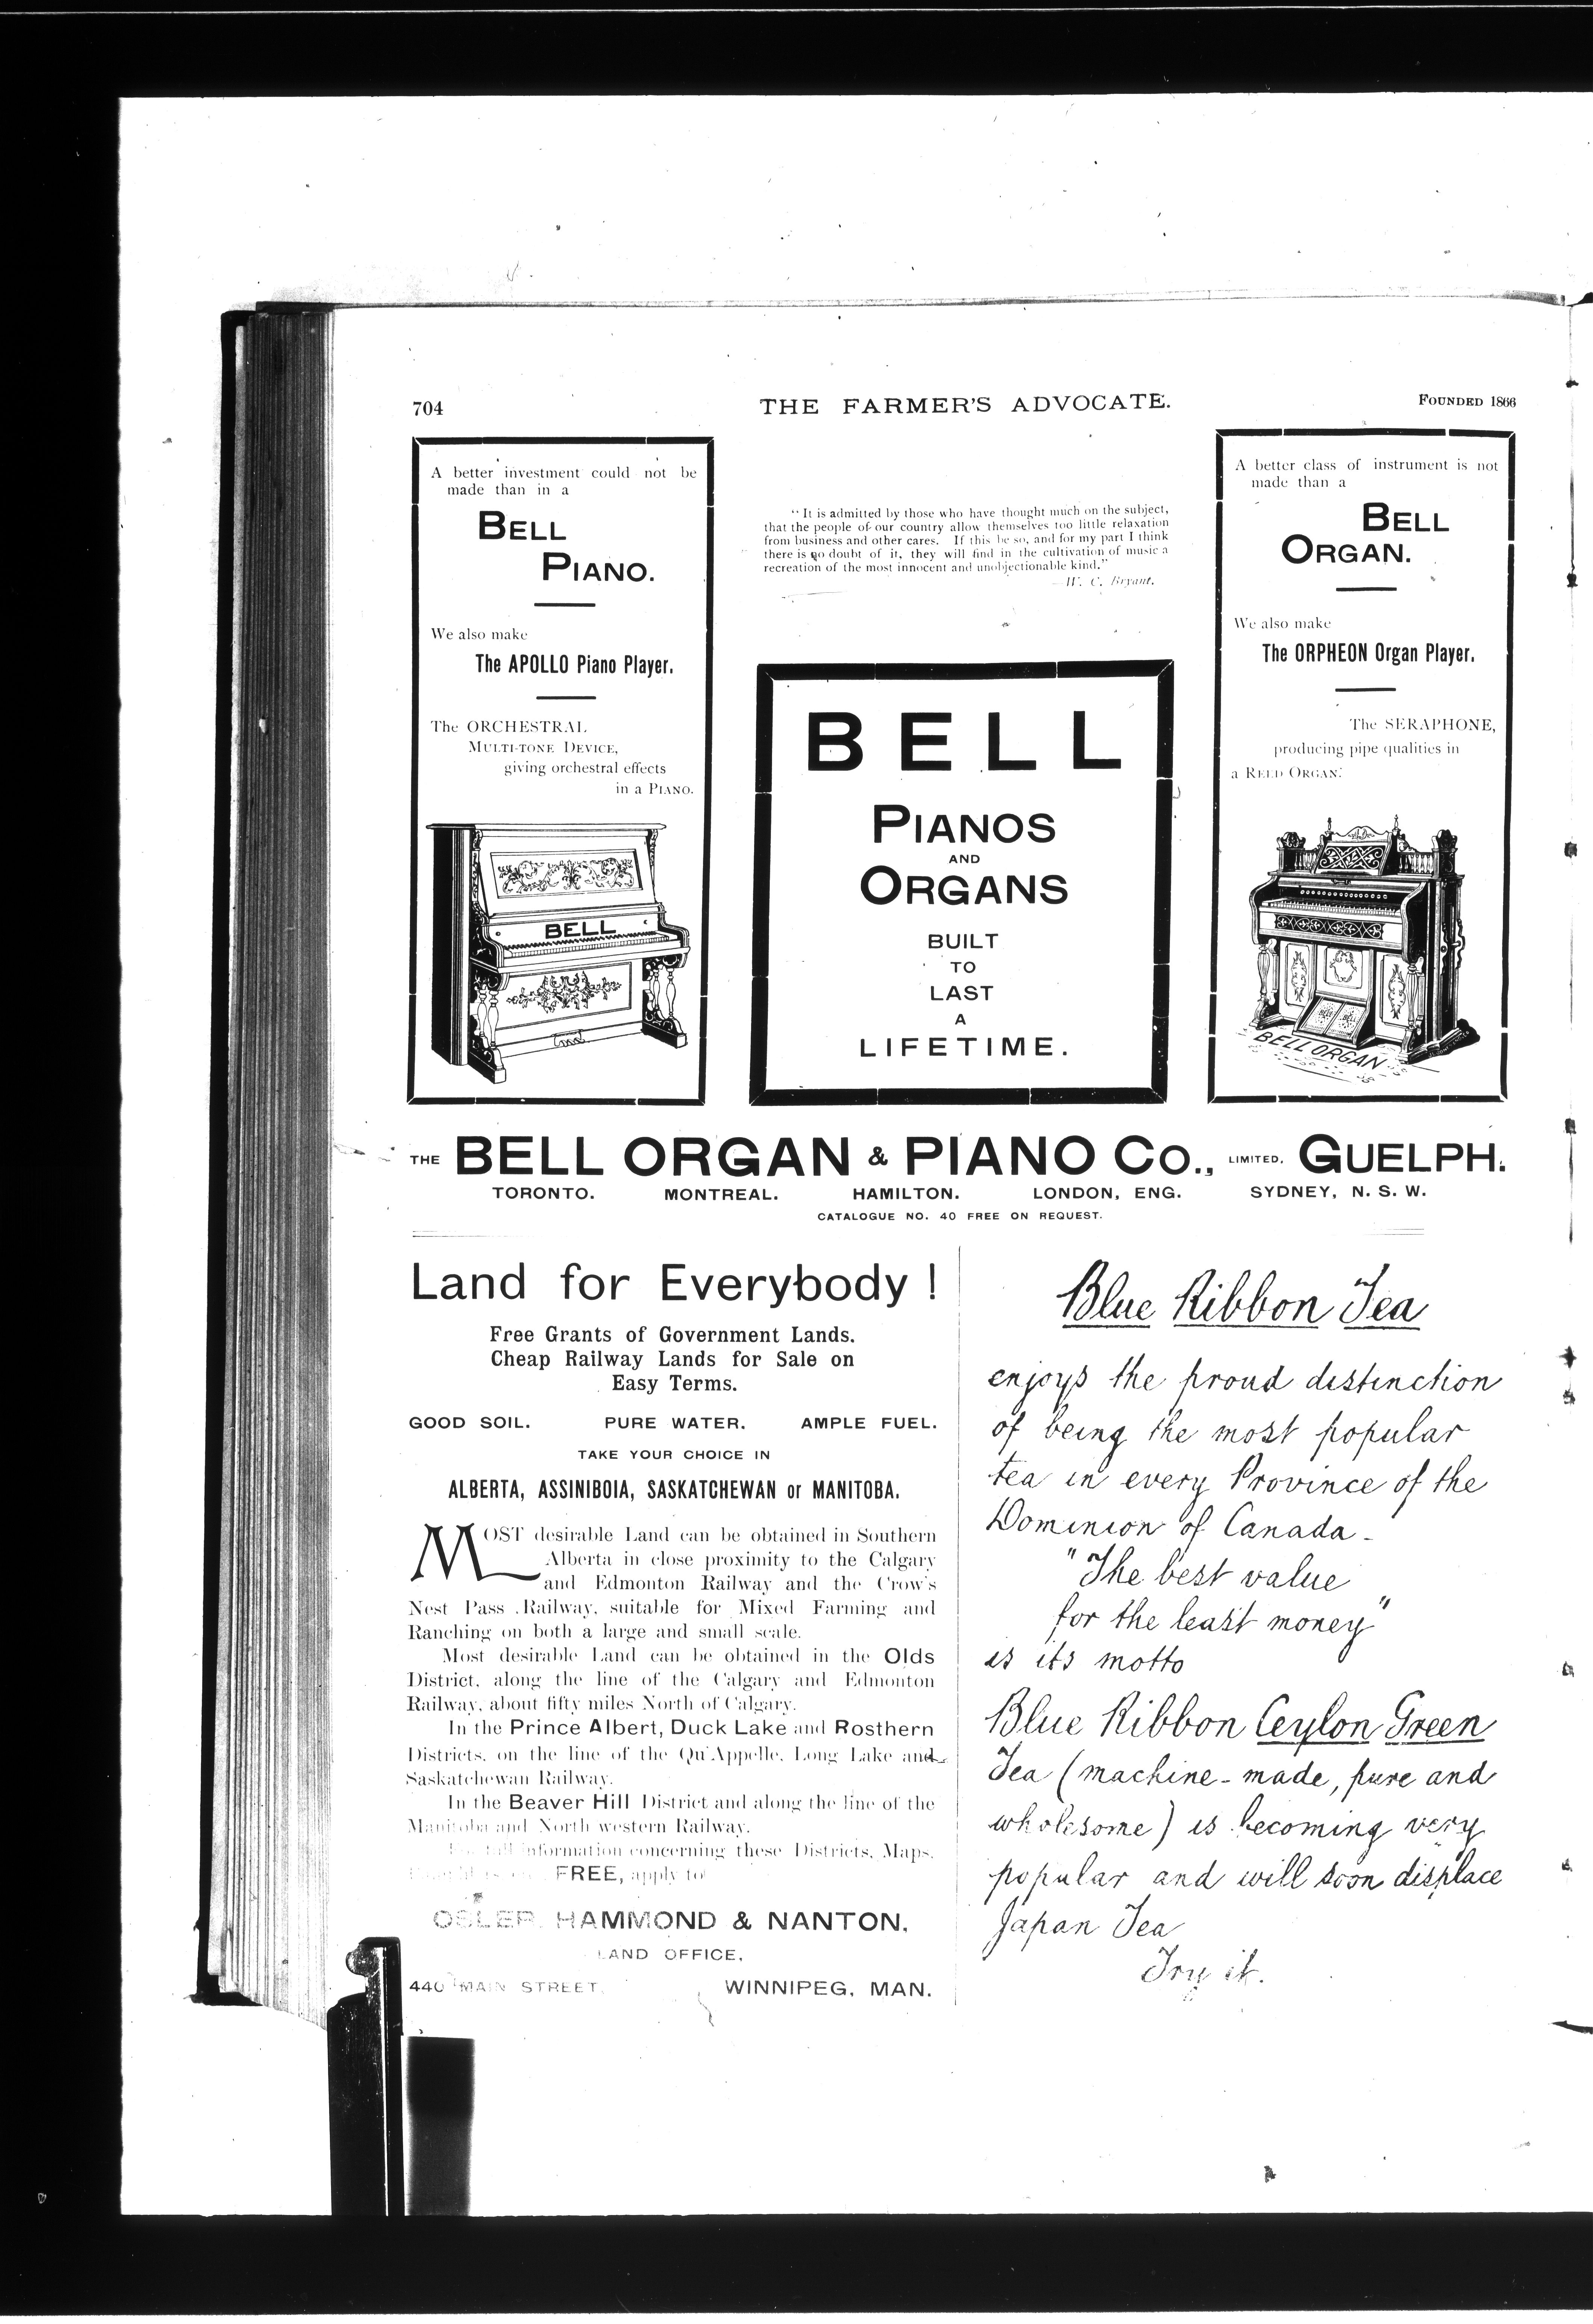 704
THE FARMER'S ADVOCATE.
FOUNDED 1866
A better investment could not be
made than in a
BELL
PIANO.
We also make
The APOLLO Piano Player.
The ORCHESTRAL
MULTI-TONE DEVICE,
giving orchestral effects
in a PIANO.
BELL
"It is admitted by those who have thought much on the subject,
that the people of our country allow themselves too little relaxation
from business and other cares. If this be so, and for my part I think
there is no doubt of it, they will find in the cultivation of music a
recreation of the most innocent and unobjectionable kind."
—W. C. Bryant.
BELL
PIANOS
AND
ORGANS
BUILT
TO
LAST
A
LIFETIME.
A better class of instrument is not
made than a
BELL
ORGAN.
We also make
The ORPHEON Organ Player.
The SERAPHONE,
producing pipe qualities in
a REED ORGAN.
BELL ORGAN
THE BELL ORGAN & PIANO CO., LIMITED, GUELPH.
TORONTO. MONTREAL. HAMILTON. LONDON, ENG. SYDNEY, N. S. W.
CATALOGUE NO. 40 FREE ON REQUEST.
Land for Everybody!
Free Grants of Government Lands.
Cheap Railway Lands for Sale on
Easy Terms.
GOOD SOIL. PURE WATER. AMPLE FUEL.
TAKE YOUR CHOICE IN
ALBERTA, ASSINIBOIA, SASKATCHEWAN or MANITOBA.
MOST desirable Land can be obtained in Southern
Alberta in close proximity to the Calgary
and Edmonton Railway and the Crow's
Nest Pass Railway, suitable for Mixed Farming and
Ranching on both a large and small scale.
Most desirable Land can be obtained in the Olds
District, along the line of the Calgary and Edmonton
Railway, about fifty miles North of Calgary.
In the Prince Albert, Duck Lake and Rosthern
Districts, on the line of the Qu'Appelle, Long Lake and
Saskatchewan Railway.
In the Beaver Hill District and along the line of the
Manitoba and North western Railway.
information concerning these Districts, Maps,
FREE, apply to
OSLER, HAMMOND & NANTON,
LAND OFFICE,
440 MAIN STREET, WINNIPEG, MAN.
Blue Ribbon Tea
enjoys the proud distinction
of being the most popular
tea in every Province of the
Dominion of Canada -
"The best value
for the least money"
is its motto
Blue Ribbon Ceylon Green
Tea (machine-made, pure and
wholesome) is becoming very
popular and will soon displace
Japan Tea
Try it.